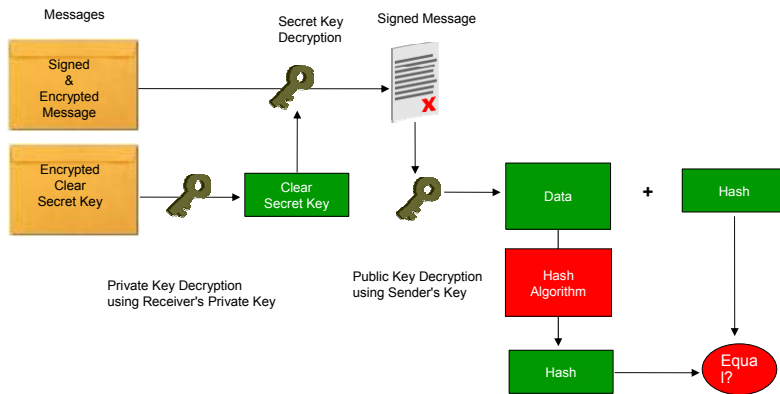 Messages
Secret Key
Decryption
Signed Message
Signed
&
Encrypted
Message
Encrypted
Clear
Secret Key
Clear
Secret Key
Data
+
Hash
Private Key Decryption
using Receiver's Private Key
Public Key Decryption
using Sender's Key
Hash
Algorithm
Hash
Equa
l?
X